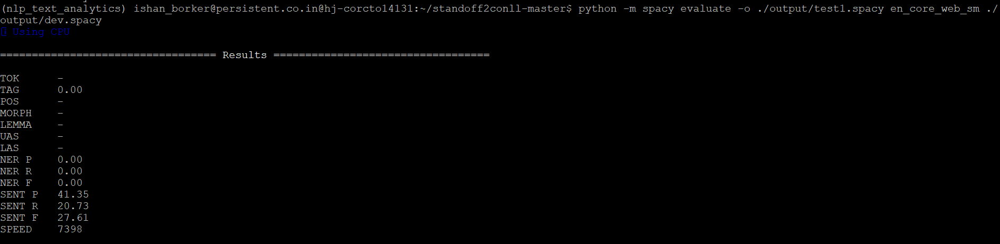 (nlp_text_analytics) ishan_borker@persistent.co.in@hj-corcto14131:~/standoff2conll-master$ python -m spacy evaluate -o ./output/test1.spacy en_core_web_sm ./
output/dev.spacy
Using CPU
================================== Results ==================================
TOK      -
TAG      0.00
POS      -
MORPH    -
LEMMA    -
UAS      -
LAS      -
NER P    0.00
NER R    0.00
NER F    0.00
SENT P   41.35
SENT R   20.73
SENT F   27.61
SPEED    7398